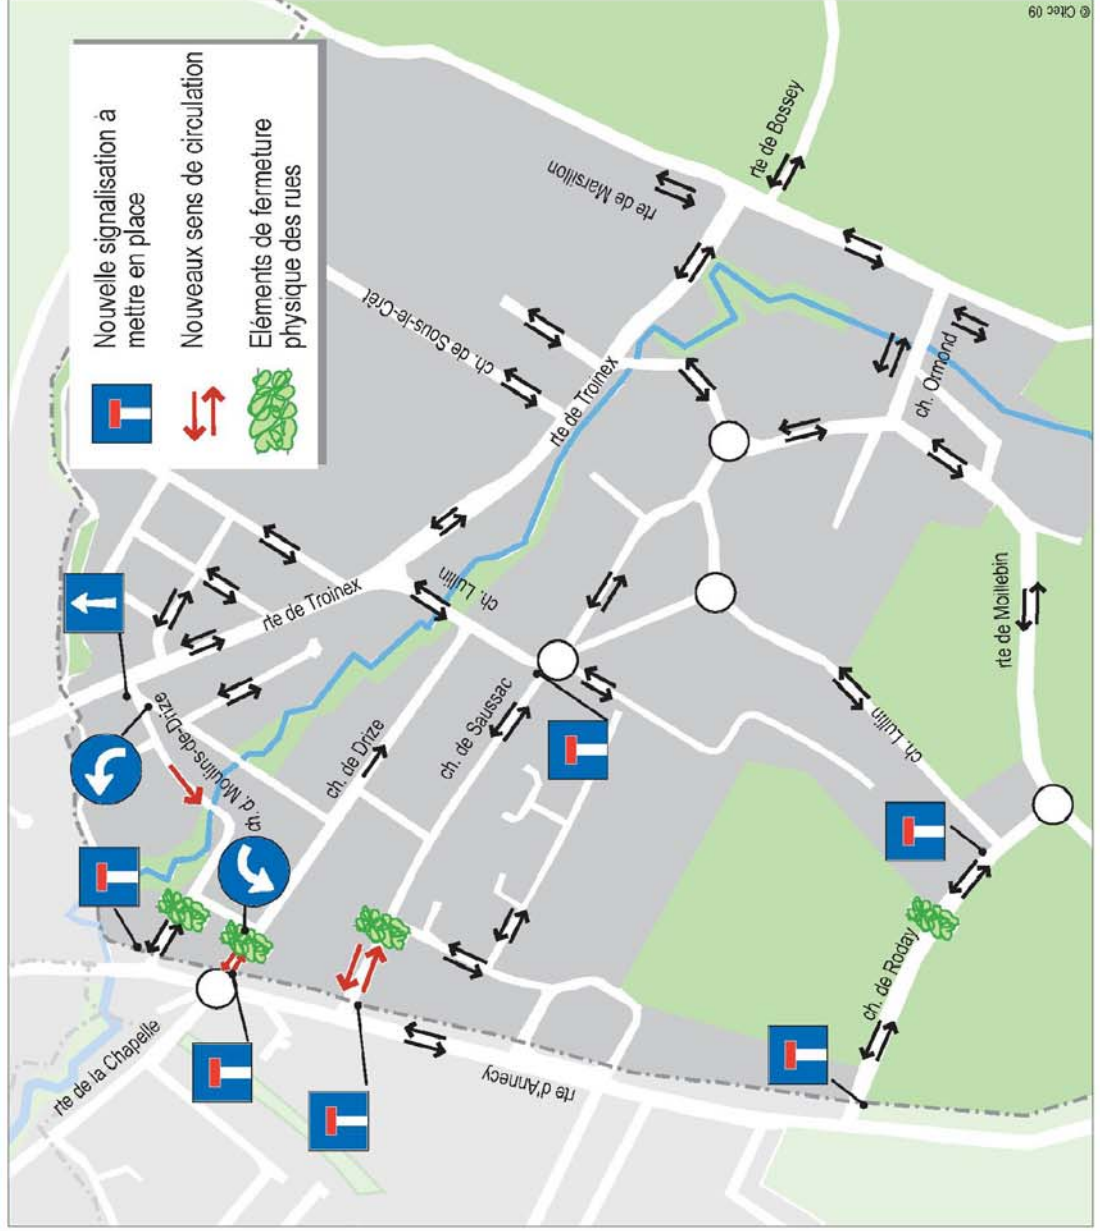 © Citec 09
Nouvelle signalisation à
mettre en place
Nouveaux sens de circulation
Eléments de fermeture
physique des rues
rte de Bossey
rte de Marsillon
ch. de Sous-le-Crêt
rte de Troinex
ch. Ormond
ch. Lullin
rte de Troinex
rte de Moillebin
ch. d. Moulins-de-Drize
ch. de Drize
ch. de Saussac
ch. Lullin
ch. de Roday
rte de la Chapelle
rte d'Annecy